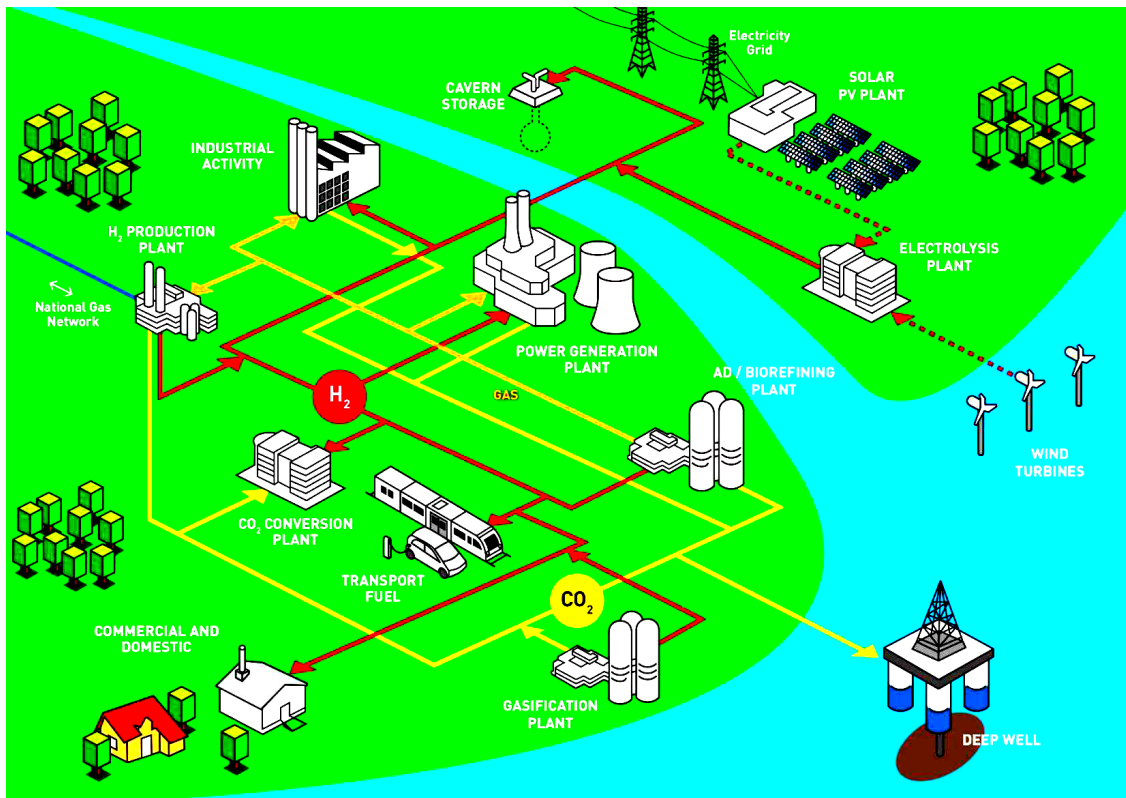 Electricity
Grid
SOLAR
PV PLANT
CAVERN
STORAGE
INDUSTRIAL
ACTIVITY
H₂ PRODUCTION
PLANT
ELECTROLYSIS
PLANT
National Gas
Network
POWER GENERATION
PLANT
AD / BIOREFINING
PLANT
H₂
GAS
WIND
TURBINES
CO₂ CONVERSION
PLANT
TRANSPORT
FUEL
CO₂
COMMERCIAL AND
DOMESTIC
GASIFICATION
PLANT
DEEP WELL